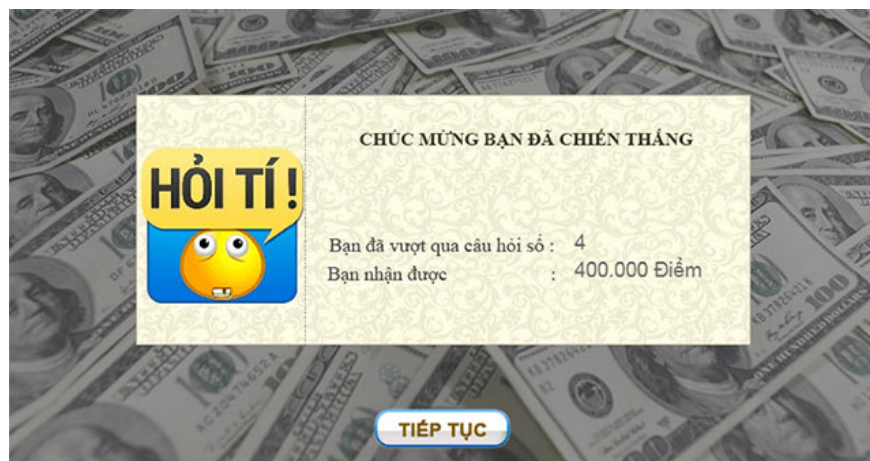 CHÚC MỪNG BẠN ĐÃ CHIẾN THẮNG
HỎI TÍ !
Bạn đã vượt qua câu hỏi số : 4
Bạn nhận được : 400.000 Điểm
TIẾP TỤC